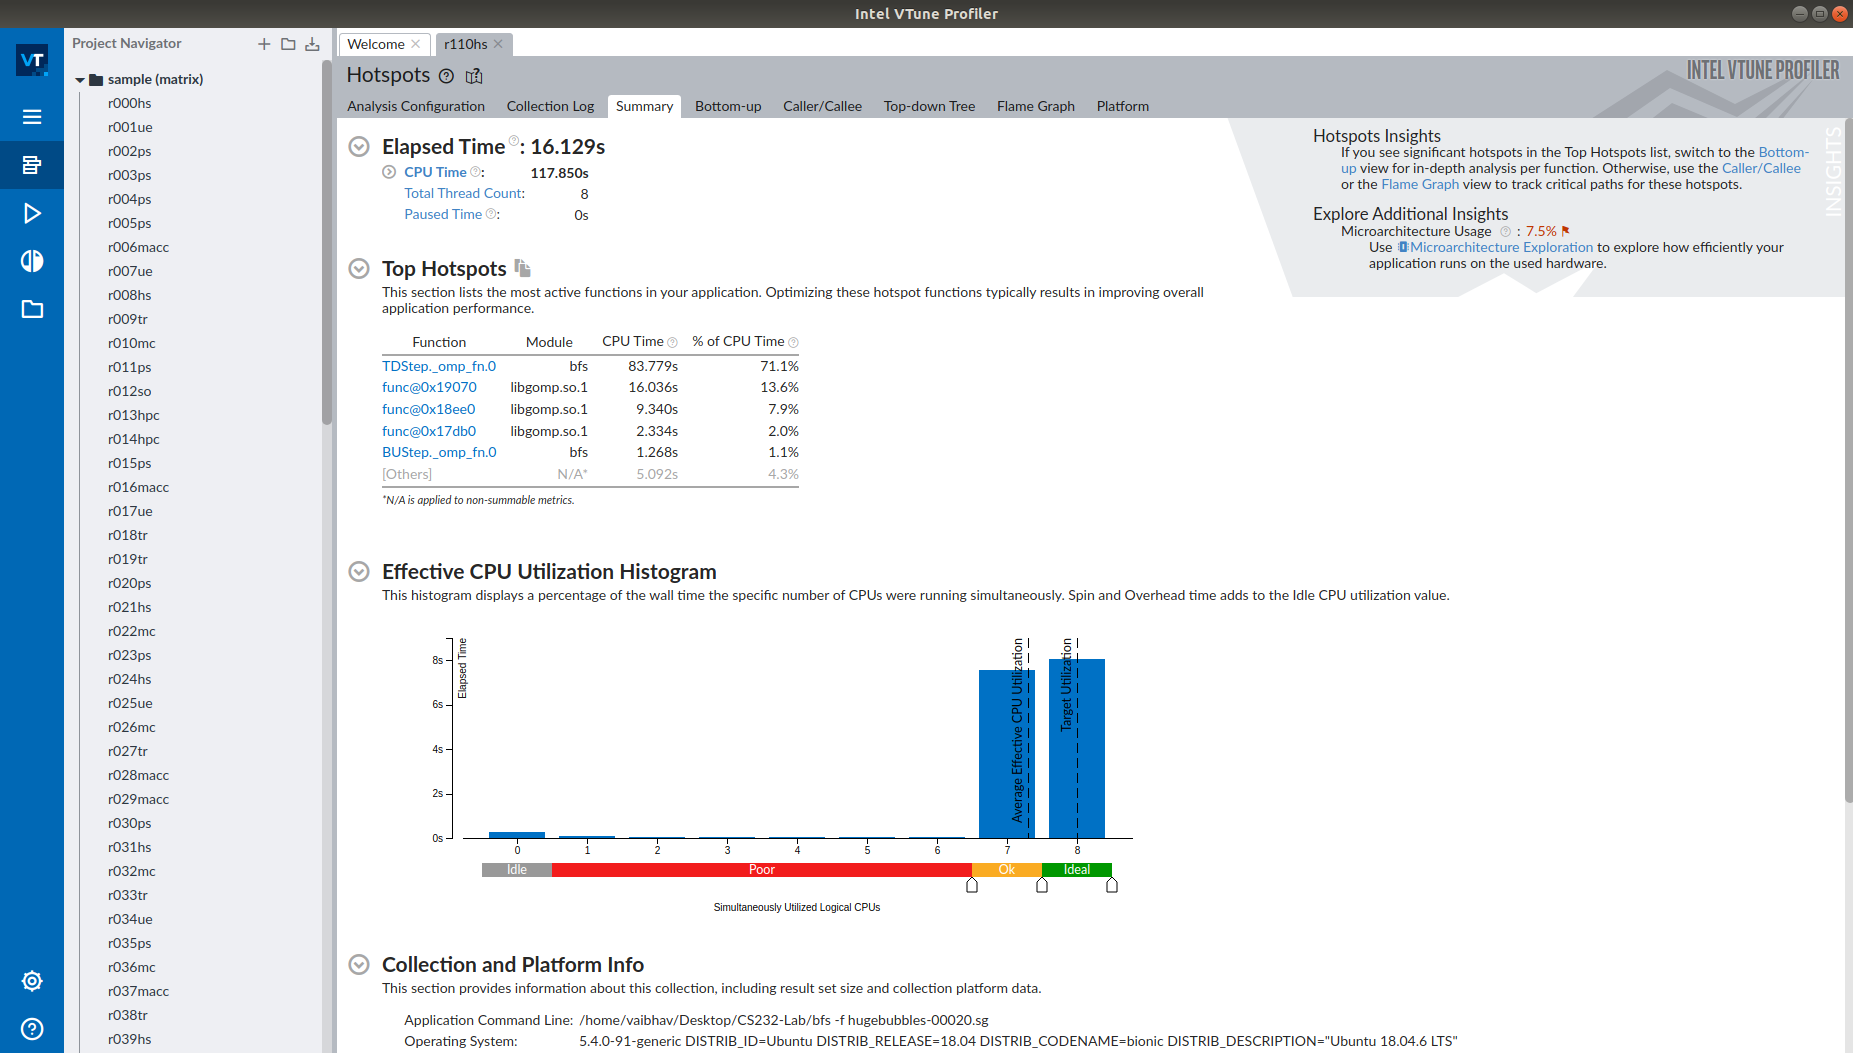 Intel VTune Profiler
VT
Project Navigator
sample (matrix)
r000hs
r001ue
r002ps
r003ps
r004ps
r005ps
r006macc
r007ue
r008hs
r009tr
r010mc
r011ps
r012so
r013hpc
r014hpc
r015ps
r016macc
r017ue
r018tr
r019tr
r020ps
r021hs
r022mc
r023ps
r024hs
r025ue
r026mc
r027tr
r028macc
r029macc
r030ps
r031hs
r032mc
r033tr
r034ue
r035ps
r036mc
r037macc
r038tr
r039hs
Welcome
r110hs
Hotspots
INTEL VTUNE PROFILER
Analysis Configuration Collection Log Summary Bottom-up Caller/Callee Top-down Tree Flame Graph Platform
Elapsed Time : 16.129s
CPU Time : 117.850s
Total Thread Count: 8
Paused Time : 0s
Hotspots Insights
If you see significant hotspots in the Top Hotspots list, switch to the Bottom-
up view for in-depth analysis per function. Otherwise, use the Caller/Callee
or the Flame Graph view to track critical paths for these hotspots.
Explore Additional Insights
Microarchitecture Usage : 7.5%
Use Microarchitecture Exploration to explore how efficiently your
application runs on the used hardware.
INSIGHTS
Top Hotspots
This section lists the most active functions in your application. Optimizing these hotspot functions typically results in improving overall
application performance.
Function Module CPU Time % of CPU Time
TDStep._omp_fn.0 bfs 83.779s 71.1%
func@0x19070 libgomp.so.1 16.036s 13.6%
func@0x18ee0 libgomp.so.1 9.340s 7.9%
func@0x17db0 libgomp.so.1 2.334s 2.0%
BUStep._omp_fn.0 bfs 1.268s 1.1%
[Others] N/A* 5.092s 4.3%
*N/A is applied to non-summable metrics.
Effective CPU Utilization Histogram
This histogram displays a percentage of the wall time the specific number of CPUs were running simultaneously. Spin and Overhead time adds to the Idle CPU utilization value.
Elapsed Time
8s
6s
4s
2s
0s
Average Effective CPU Utilization
Target Utilization
0 1 2 3 4 5 6 7 8
Idle Poor Ok Ideal
Simultaneously Utilized Logical CPUs
Collection and Platform Info
This section provides information about this collection, including result set size and collection platform data.
Application Command Line: /home/vaibhav/Desktop/CS232-Lab/bfs -f hugebubbles-00020.sg
Operating System: 5.4.0-91-generic DISTRIB_ID=Ubuntu DISTRIB_RELEASE=18.04 DISTRIB_CODENAME=bionic DISTRIB_DESCRIPTION="Ubuntu 18.04.6 LTS"